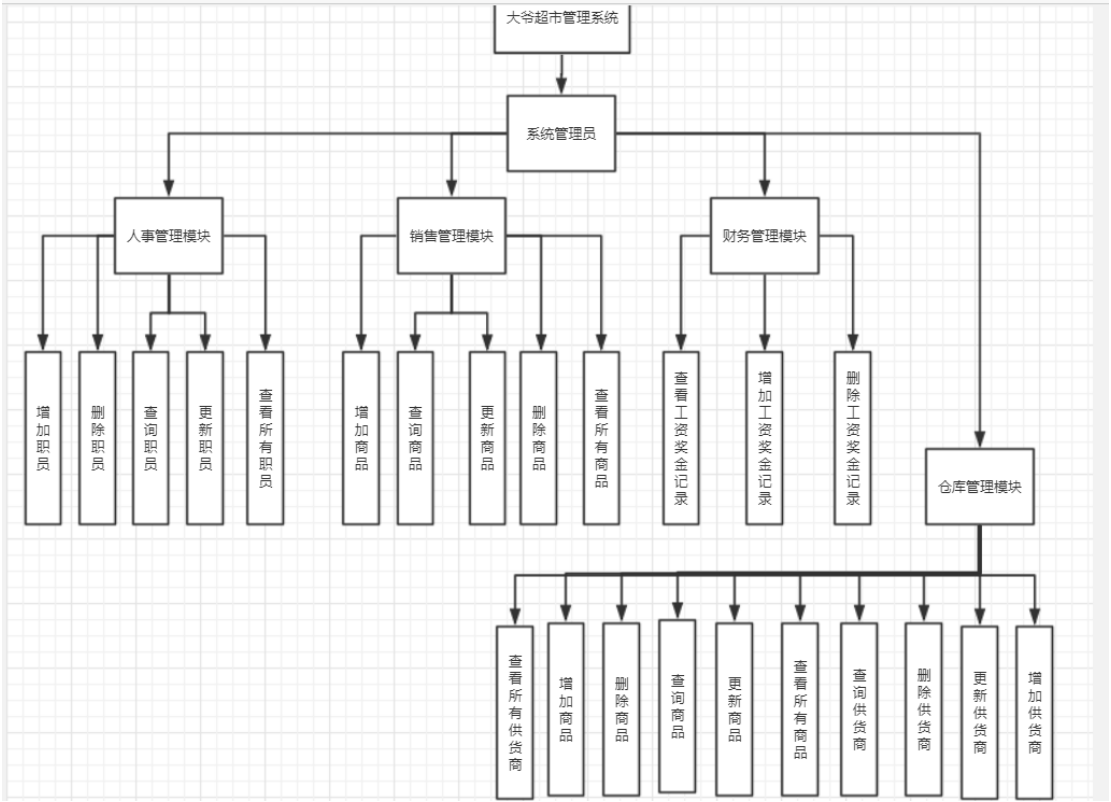 大爷超市管理系统
系统管理员
人事管理模块
销售管理模块
财务管理模块
增加职员
删除职员
查询职员
更新职员
查看所有职员
增加商品
查询商品
更新商品
删除商品
查看所有商品
查看工资奖金记录
增加工资奖金记录
删除工资奖金记录
仓库管理模块
查看所有供货商
增加商品
删除商品
查询商品
更新商品
查看所有商品
查询供货商
删除供货商
更新供货商
增加供货商